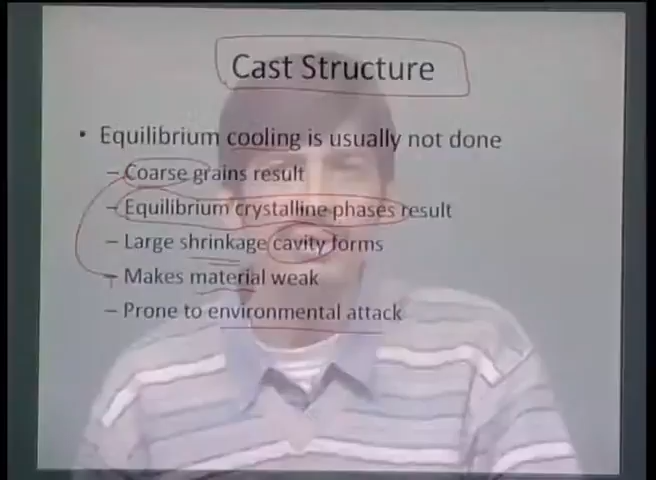 Cast Structure
• Equilibrium cooling is usually not done
– Coarse grains result
– Equilibrium crystalline phases result
– Large shrinkage cavity forms
– Makes material weak
– Prone to environmental attack